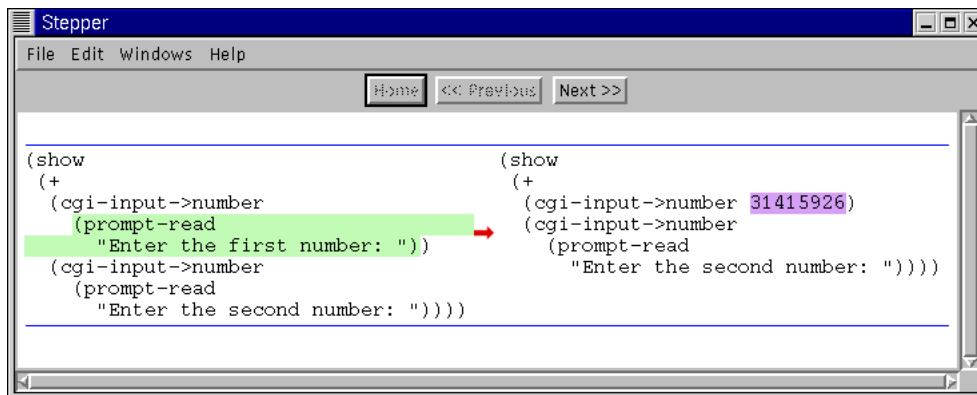 Stepper
File Edit Windows Help
Home << Previous Next >>
(show
 (+
  (cgi-input->number
    (prompt-read
      "Enter the first number: "))
  (cgi-input->number
    (prompt-read
      "Enter the second number: "))))
(show
 (+
  (cgi-input->number 31415926)
  (cgi-input->number
    (prompt-read
      "Enter the second number: "))))